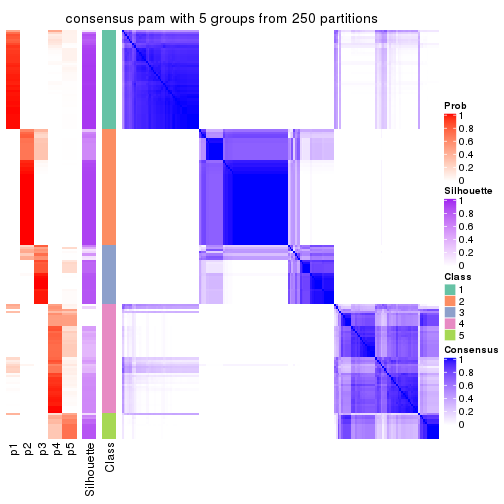 consensus pam with 5 groups from 250 partitions
Prob
1
0.8
0.6
0.4
0.2
0
Silhouette
1
0.8
0.6
0.4
0.2
0
Class
1
2
3
4
5
Consensus
1
0.8
0.6
0.4
0.2
0
p1
p2
p3
p4
p5
Silhouette
Class